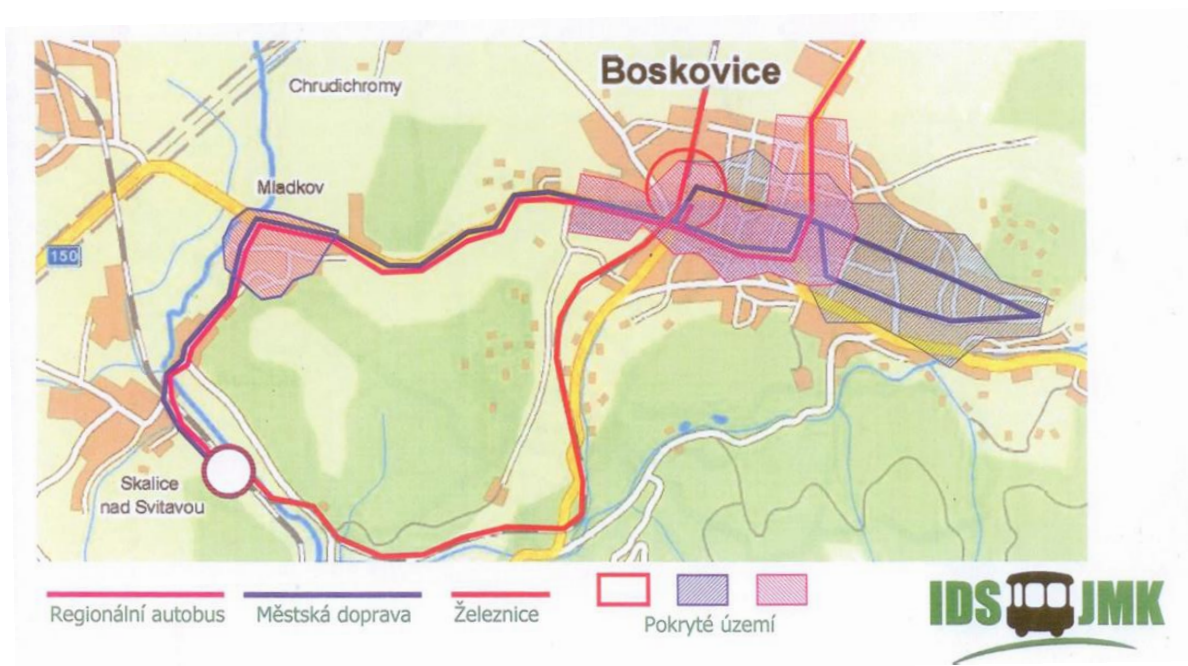 Boskovice
Chrudichromy
Mladkov
150
Skalice
nad Svitavou
Regionální autobus
Městská doprava
Železnice
Pokryté území
IDS JMK